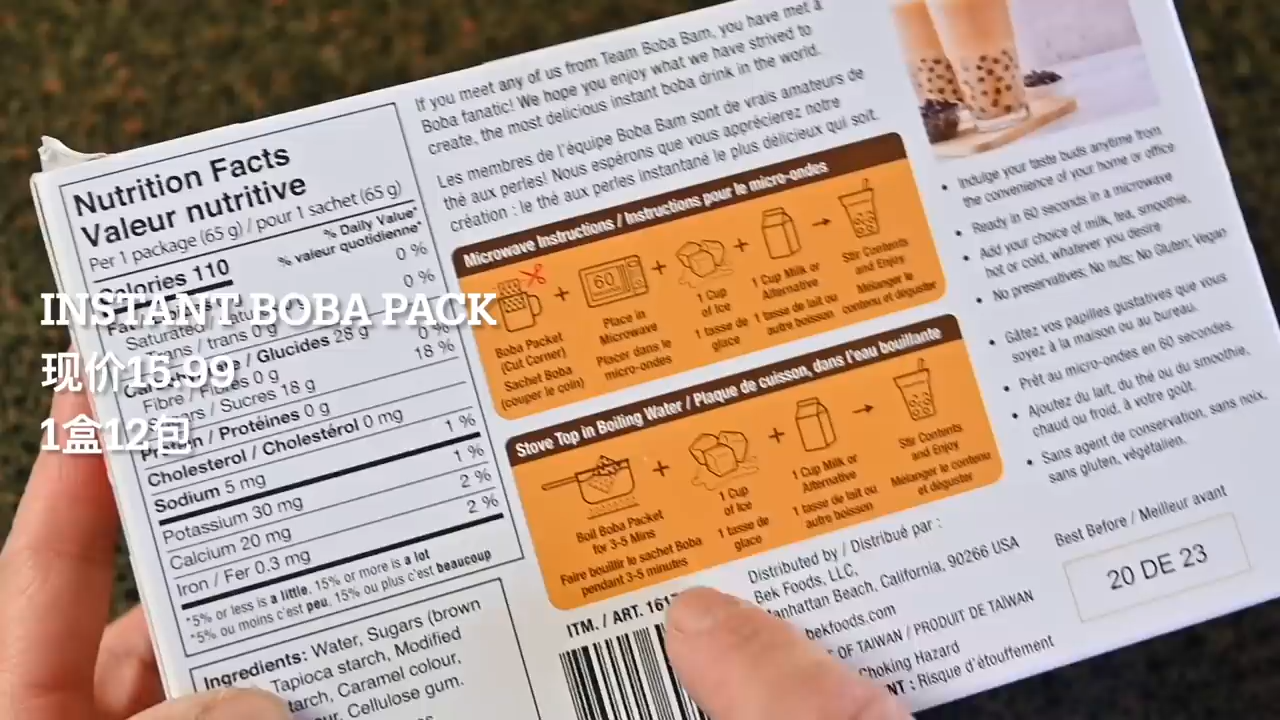 Nutrition Facts
Valeur nutritive
Per 1 package (65 g) / pour 1 sachet (65 g)
% Daily Value*
% valeur quotidienne*
Calories 110
0 %
0 %
INSTANT BOBA PACK
现价15.99
1盒12包
trans / trans 0 g
/ Glucides 28 g
0 %
Fibre / Fibres 0 g
18 %
/ Sucres 18 g
/ Protéines 0 g
Cholesterol / Cholestérol 0 mg
Sodium 5 mg
1 %
Potassium 30 mg
1 %
Calcium 20 mg
2 %
Iron / Fer 0.3 mg
2 %
*5% or less is a little, 15% or more is a lot
*5% ou moins c'est peu, 15% ou plus c'est beaucoup
Ingredients: Water, Sugars (brown
Tapioca starch, Modified
starch, Caramel colour,
Cellulose gum.
If you meet any of us from Team Boba Bam, you have met a
Boba fanatic! We hope you enjoy what we have strived to
create, the most delicious instant boba drink in the world.
Les membres de l'équipe Boba Bam sont de vrais amateurs de
thé aux perles! Nous espérons que vous apprécierez notre
création : le thé aux perles instantané le plus délicieux qui soit.
Microwave Instructions / Instructions pour le micro-ondes
60
Boba Packet
(Cut Corner)
Sachet Boba
(couper le coin)
Place in
Microwave
Placer dans le
micro-ondes
1 Cup
of Ice
1 tasse de
glace
1 Cup Milk or
Alternative
1 tasse de lait ou
autre boisson
Stir Contents
and Enjoy
Mélanger le
contenu et déguster
Stove Top in Boiling Water / Plaque de cuisson, dans l'eau bouillante
Boil Boba Packet
for 3-5 Mins
Faire bouillir le sachet Boba
pendant 3-5 minutes
1 Cup
of Ice
1 tasse de
glace
1 Cup Milk or
Alternative
1 tasse de lait ou
autre boisson
Stir Contents
and Enjoy
Mélanger le contenu
et déguster
ITM. / ART. 161
Distributed by / Distribué par :
Bek Foods, LLC,
Manhattan Beach, California, 90266 USA
bekfoods.com
OF TAIWAN / PRODUIT DE TAÏWAN
Choking Hazard
: Risque d'étouffement
• Indulge your taste buds anytime from
the convenience of your home or office
• Ready in 60 seconds in a microwave
• Add your choice of milk, tea, smoothie,
hot or cold, whatever you desire
• No preservatives; No nuts; No Gluten; Vegan
• Gâtez vos papilles gustatives que vous
soyez à la maison ou au bureau.
• Prêt au micro-ondes en 60 secondes.
• Ajoutez du lait, du thé ou du smoothie,
chaud ou froid, à votre goût.
• Sans agent de conservation, sans noix,
sans gluten, végétalien.
Best Before / Meilleur avant
20 DE 23